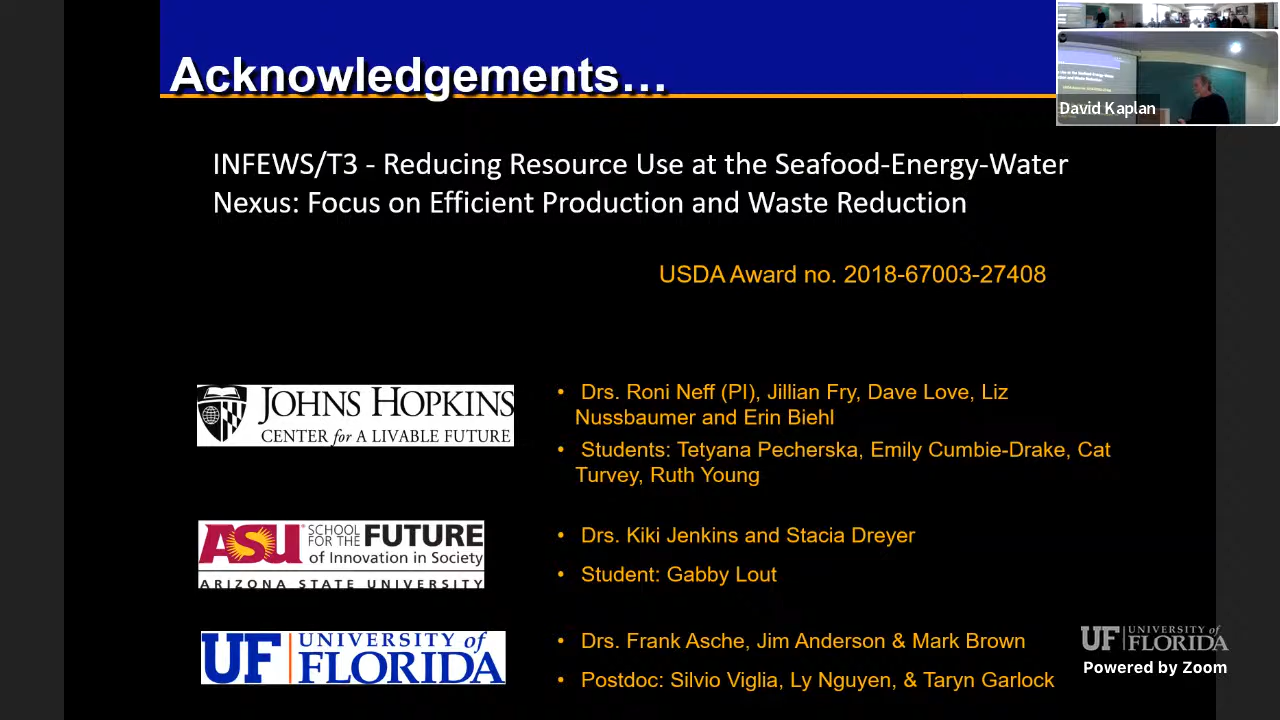 Acknowledgements…
David Kaplan
INFEWS/T3 - Reducing Resource Use at the Seafood-Energy-Water
Nexus: Focus on Efficient Production and Waste Reduction
USDA Award no. 2018-67003-27408
JOHNS HOPKINS
CENTER for A LIVABLE FUTURE
• Drs. Roni Neff (PI), Jillian Fry, Dave Love, Liz
Nussbaumer and Erin Biehl
• Students: Tetyana Pecherska, Emily Cumbie-Drake, Cat
Turvey, Ruth Young
ASU SCHOOL FOR THE FUTURE
of Innovation in Society
ARIZONA STATE UNIVERSITY
• Drs. Kiki Jenkins and Stacia Dreyer
• Student: Gabby Lout
UF UNIVERSITY of
FLORIDA
• Drs. Frank Asche, Jim Anderson & Mark Brown
• Postdoc: Silvio Viglia, Ly Nguyen, & Taryn Garlock
UF UNIVERSITY of
FLORIDA
Powered by Zoom